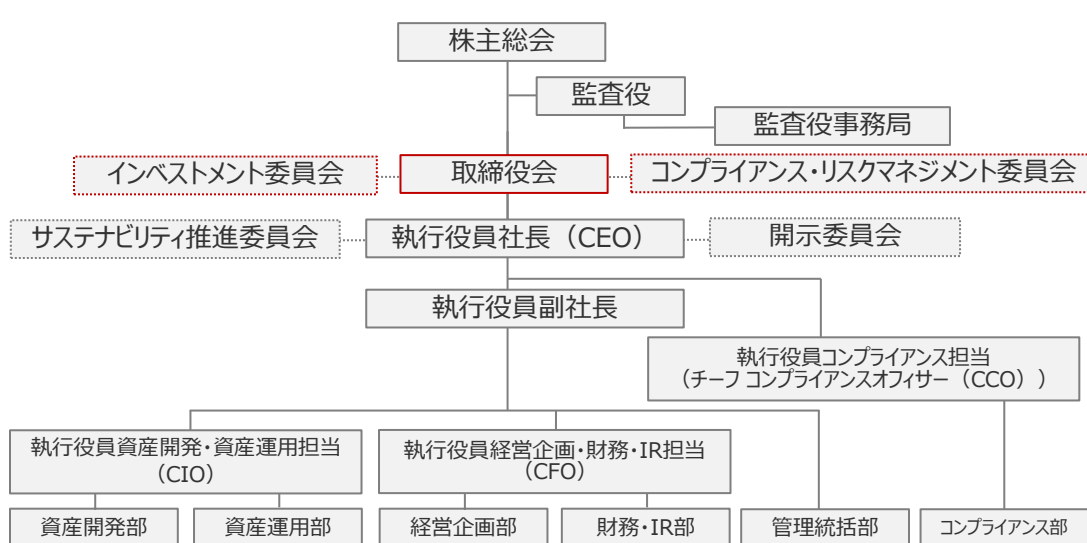 株主総会
監査役
監査役事務局
インベストメント委員会
取締役会
コンプライアンス・リスクマネジメント委員会
サステナビリティ推進委員会
執行役員社長（CEO）
開示委員会
執行役員副社長
執行役員コンプライアンス担当
（チーフ コンプライアンスオフィサー（CCO））
執行役員資産開発・資産運用担当
（CIO）
執行役員経営企画・財務・IR担当
（CFO）
資産開発部
資産運用部
経営企画部
財務・IR部
管理統括部
コンプライアンス部